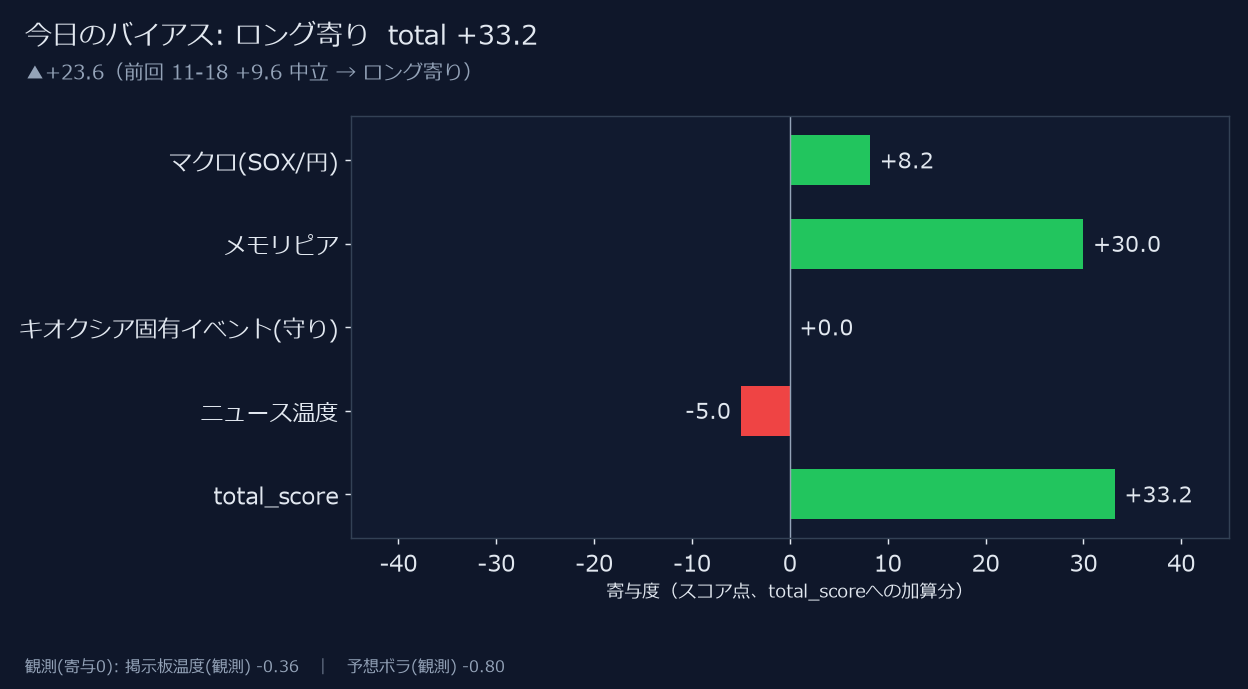 今日のバイアス: ロング寄り  total +33.2
▲+23.6（前回 11-18 +9.6 中立 → ロング寄り）
マクロ(SOX/円)
+8.2
メモリピア
+30.0
キオクシア固有イベント(守り)
+0.0
ニュース温度
-5.0
total_score
+33.2
-40 -30 -20 -10 0 10 20 30 40
寄与度（スコア点、total_scoreへの加算分）
観測(寄与0): 掲示板温度(観測) -0.36 ｜ 予想ボラ(観測) -0.80